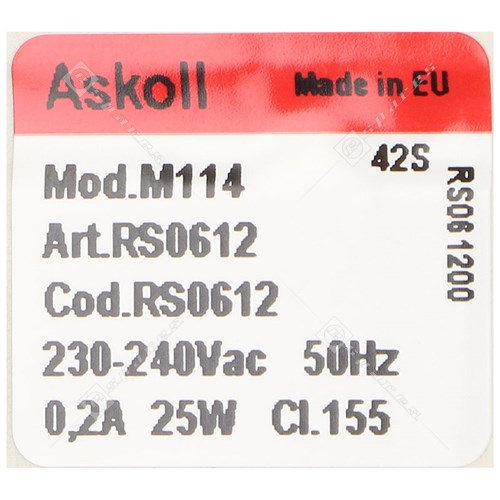 Askoll Made in EU
42S
Mod.M114
Art.RS0612
Cod.RS0612
230-240Vac 50Hz
0,2A 25W Cl.155
RS061200